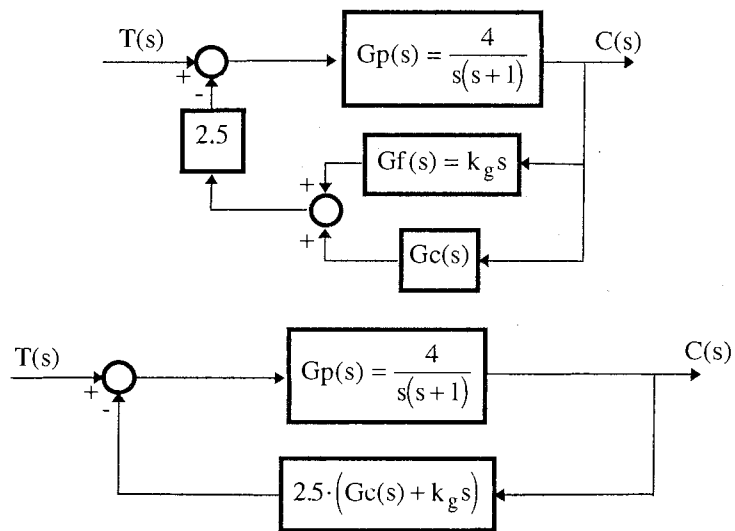 T(s)
+
-
Gp(s) = 4 / s(s+1)
C(s)
2.5
Gf(s) = k_g s
+
+
Gc(s)
T(s)
+
-
Gp(s) = 4 / s(s+1)
C(s)
2.5·(Gc(s) + k_g s)